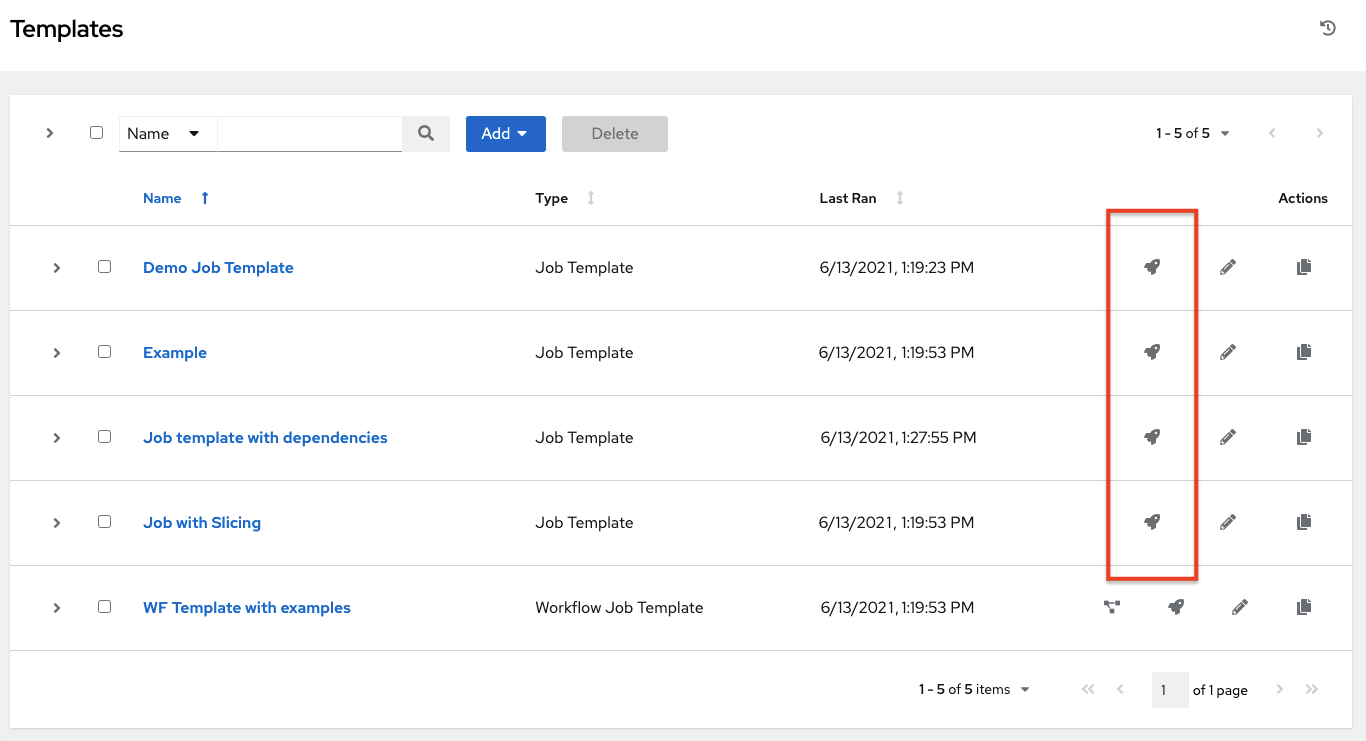 Templates
Name Add Delete 1 - 5 of 5
Name Type Last Ran Actions
Demo Job Template Job Template 6/13/2021, 1:19:23 PM
Example Job Template 6/13/2021, 1:19:53 PM
Job template with dependencies Job Template 6/13/2021, 1:27:55 PM
Job with Slicing Job Template 6/13/2021, 1:19:53 PM
WF Template with examples Workflow Job Template 6/13/2021, 1:19:53 PM
1 - 5 of 5 items 1 of 1 page